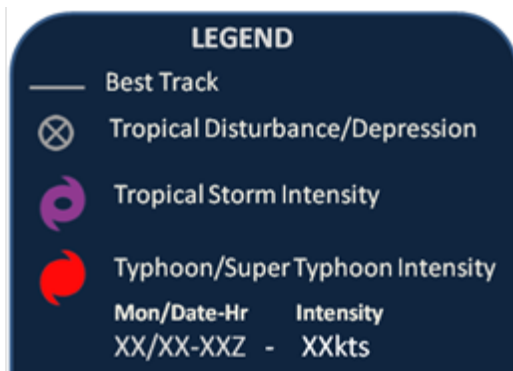 LEGEND
Best Track
Tropical Disturbance/Depression
Tropical Storm Intensity
Typhoon/Super Typhoon Intensity
Mon/Date-Hr Intensity
XX/XX-XXZ - XXkts